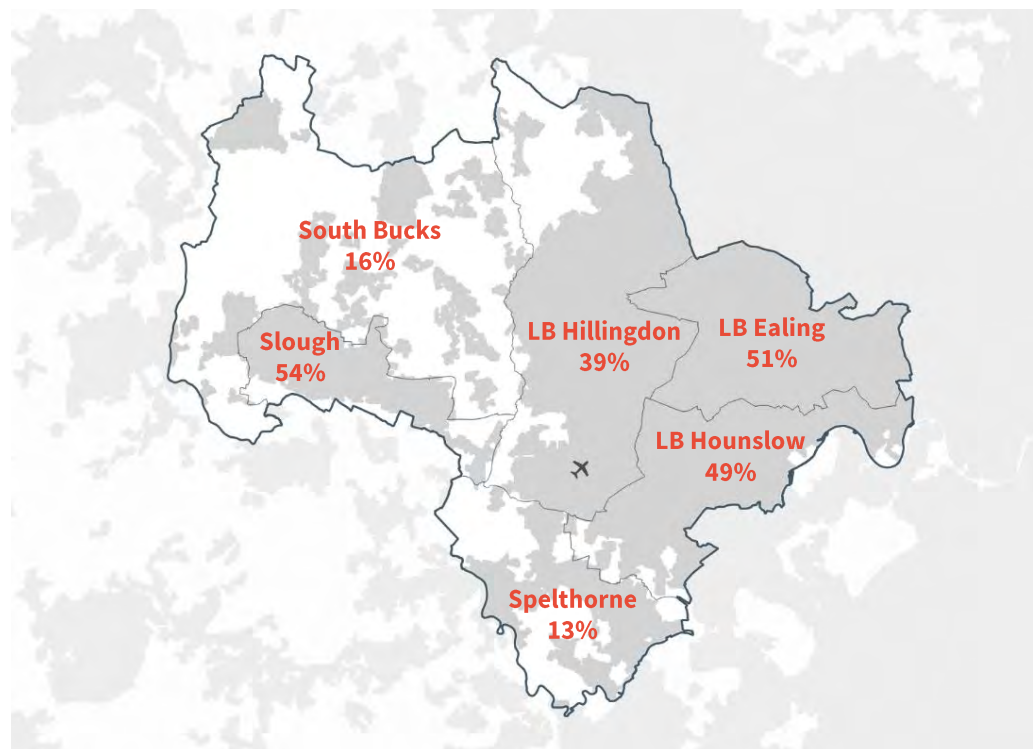 South Bucks
16%
Slough
54%
LB Hillingdon
39%
LB Ealing
51%
LB Hounslow
49%
Spelthorne
13%